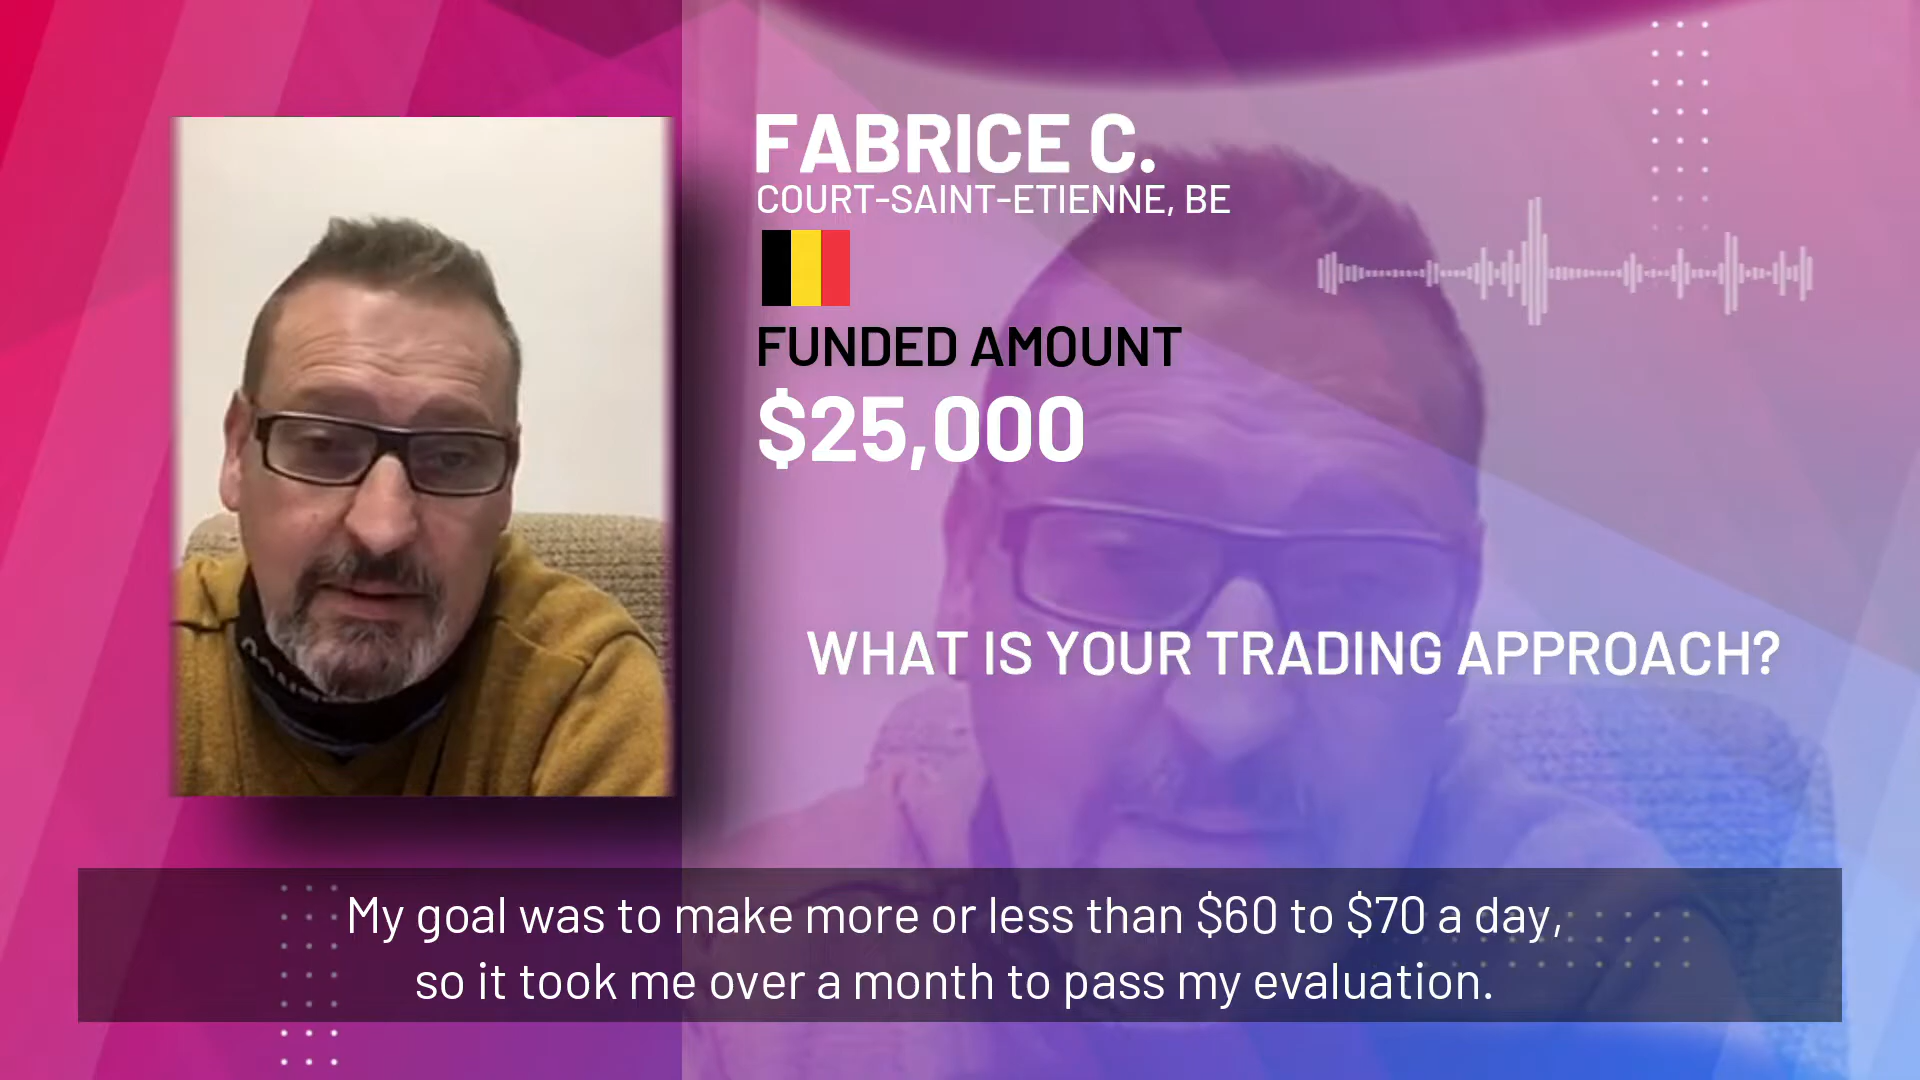 FABRICE C.
COURT-SAINT-ETIENNE, BE
FUNDED AMOUNT
$25,000
WHAT IS YOUR TRADING APPROACH?
My goal was to make more or less than $60 to $70 a day,
so it took me over a month to pass my evaluation.